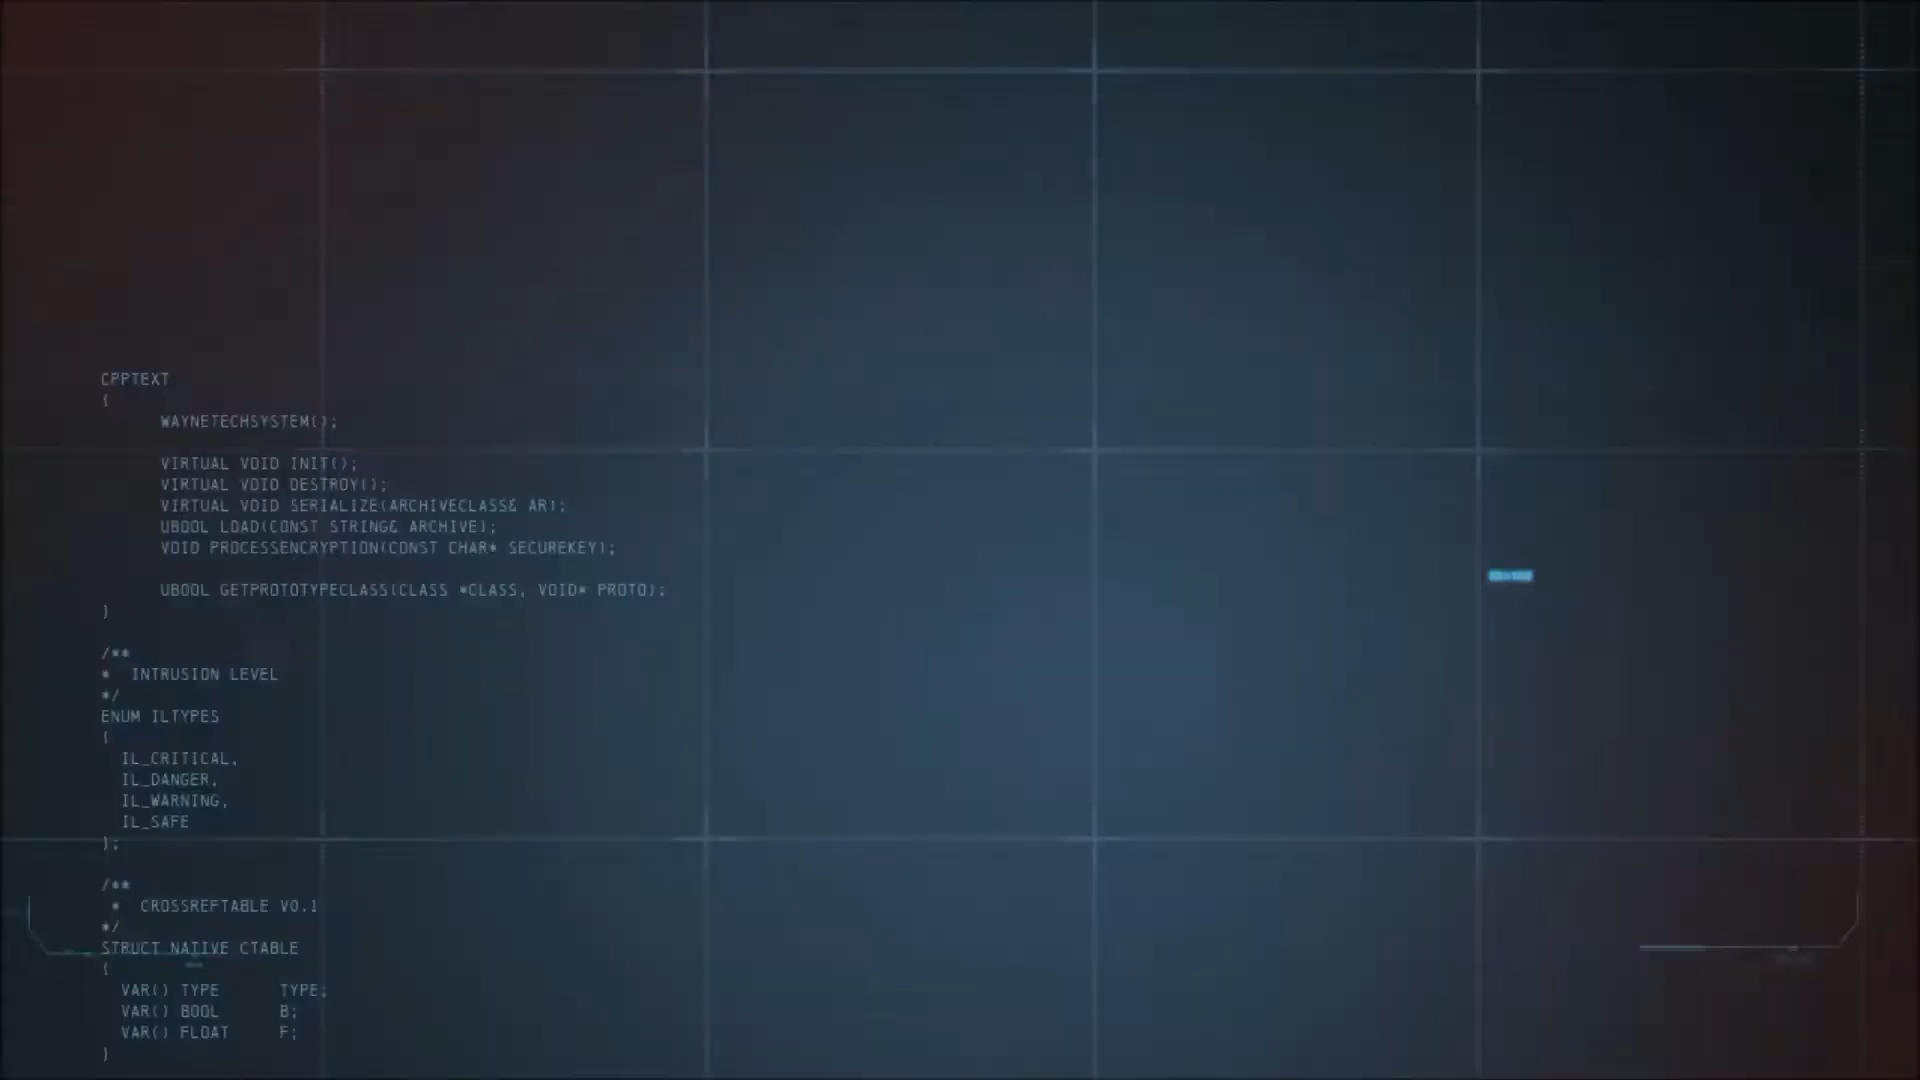 CPPTEXT
{
WAYNETECHSYSTEM();
VIRTUAL VOID INIT();
VIRTUAL VOID DESTROY();
VIRTUAL VOID SERIALIZE(ARCHIVECLASS& AR);
UBOOL LOAD(CONST STRING& ARCHIVE);
VOID PROCESSENCRYPTION(CONST CHAR* SECUREKEY);
UBOOL GETPROTOTYPECLASS(CLASS *CLASS, VOID* PROTO);
}
/**
* INTRUSION LEVEL
*/
ENUM ILTYPES
{
IL_CRITICAL,
IL_DANGER,
IL_WARNING,
IL_SAFE
};
/**
* CROSSREFTABLE V0.1
*/
STRUCT NATIVE CTABLE
{
VAR() TYPE TYPE;
VAR() BOOL B;
VAR() FLOAT F;
}